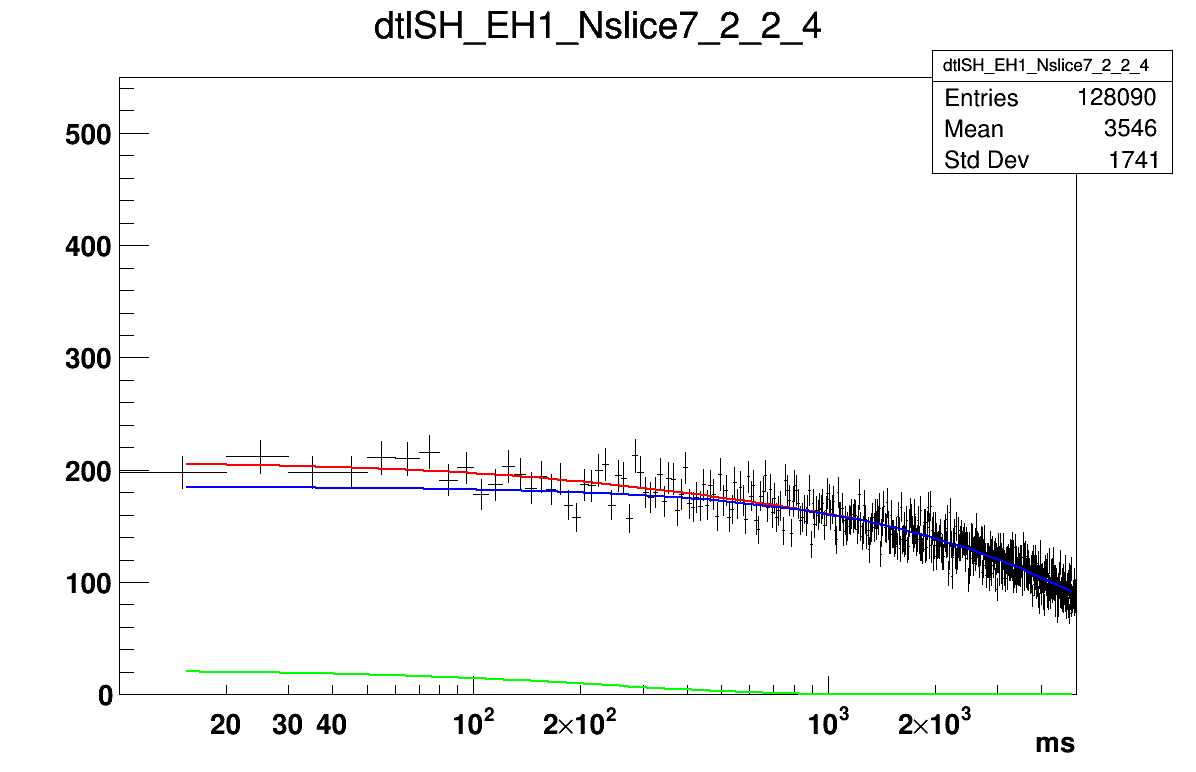 dtlSH_EH1_Nslice7_2_2_4
dtlSH_EH1_Nslice7_2_2_4
Entries 128090
Mean 3546
Std Dev 1741
500
400
300
200
100
0
20 30 40 10² 2×10² 10³ 2×10³
ms